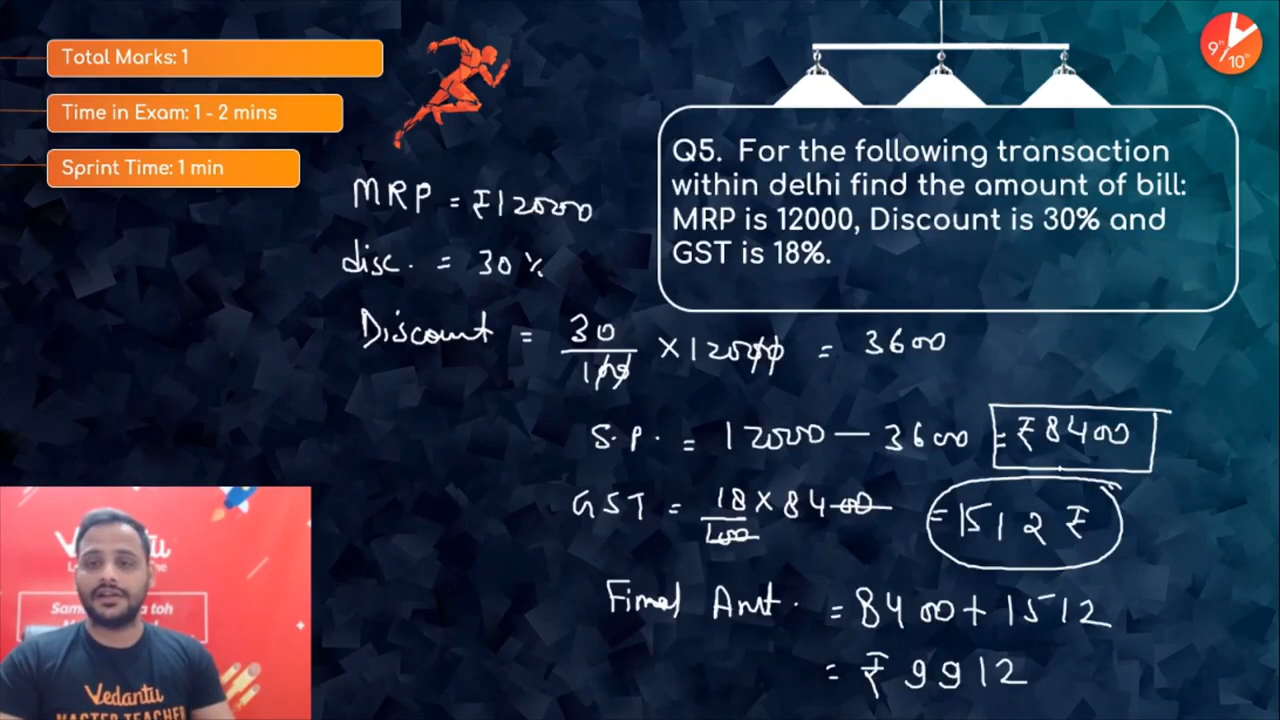 Total Marks: 1
Time in Exam: 1 - 2 mins
Sprint Time: 1 min
9th/10th
Q5. For the following transaction
within delhi find the amount of bill:
MRP is 12000, Discount is 30% and
GST is 18%.
MRP = ₹12000
disc. = 30%
Discount = 30/100 × 12000 = 3600
S.P. = 12000 — 3600 = ₹8400
GST = 18/100 × 8400 = 1512 ₹
Final Amt. = 8400 + 1512
= ₹9912
Vedantu
MASTER TEACHER